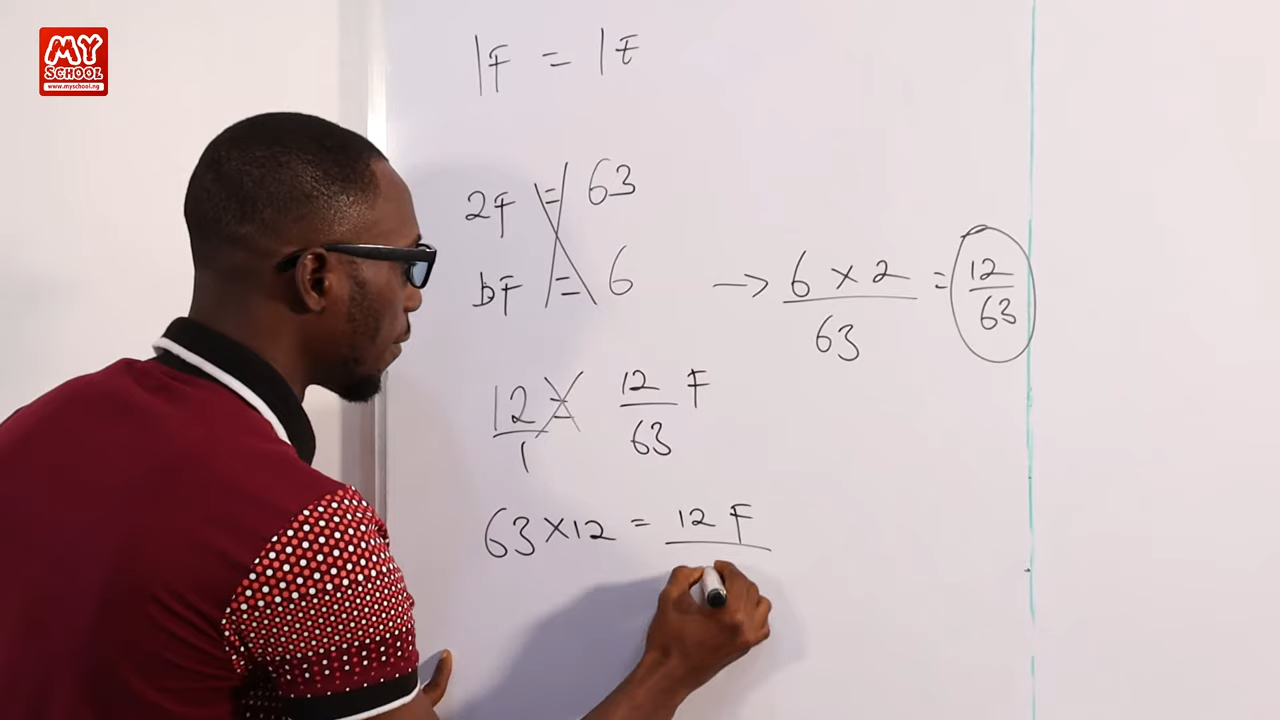 MY
SCHOOL
www.myschool.ng
1F = 1F
2F = 63
bF = 6
→ 6 x 2 / 63 = 12 / 63
12 / 1 = 12 / 63 F
63 x 12 = 12 F